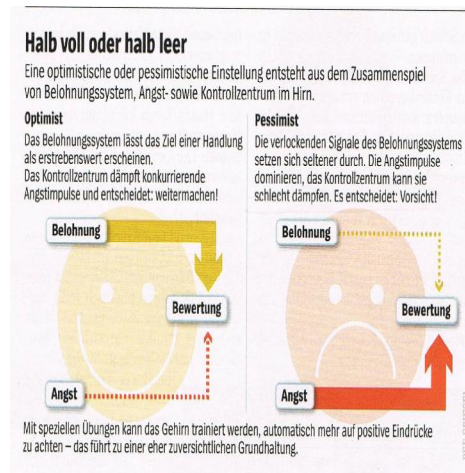 Halb voll oder halb leer
Eine optimistische oder pessimistische Einstellung entsteht aus dem Zusammenspiel
von Belohnungssystem, Angst- sowie Kontrollzentrum im Hirn.
Optimist
Das Belohnungssystem lässt das Ziel einer Handlung
als erstrebenswert erscheinen.
Das Kontrollzentrum dämpft konkurrierende
Angstimpulse und entscheidet: weitermachen!
Belohnung
Bewertung
Angst
Pessimist
Die verlockenden Signale des Belohnungssystems
setzen sich seltener durch. Die Angstimpulse
dominieren, das Kontrollzentrum kann sie
schlecht dämpfen. Es entscheidet: Vorsicht!
Belohnung
Bewertung
Angst
Mit speziellen Übungen kann das Gehirn trainiert werden, automatisch mehr auf positive Eindrücke
zu achten – das führt zu einer eher zuversichtlichen Grundhaltung.